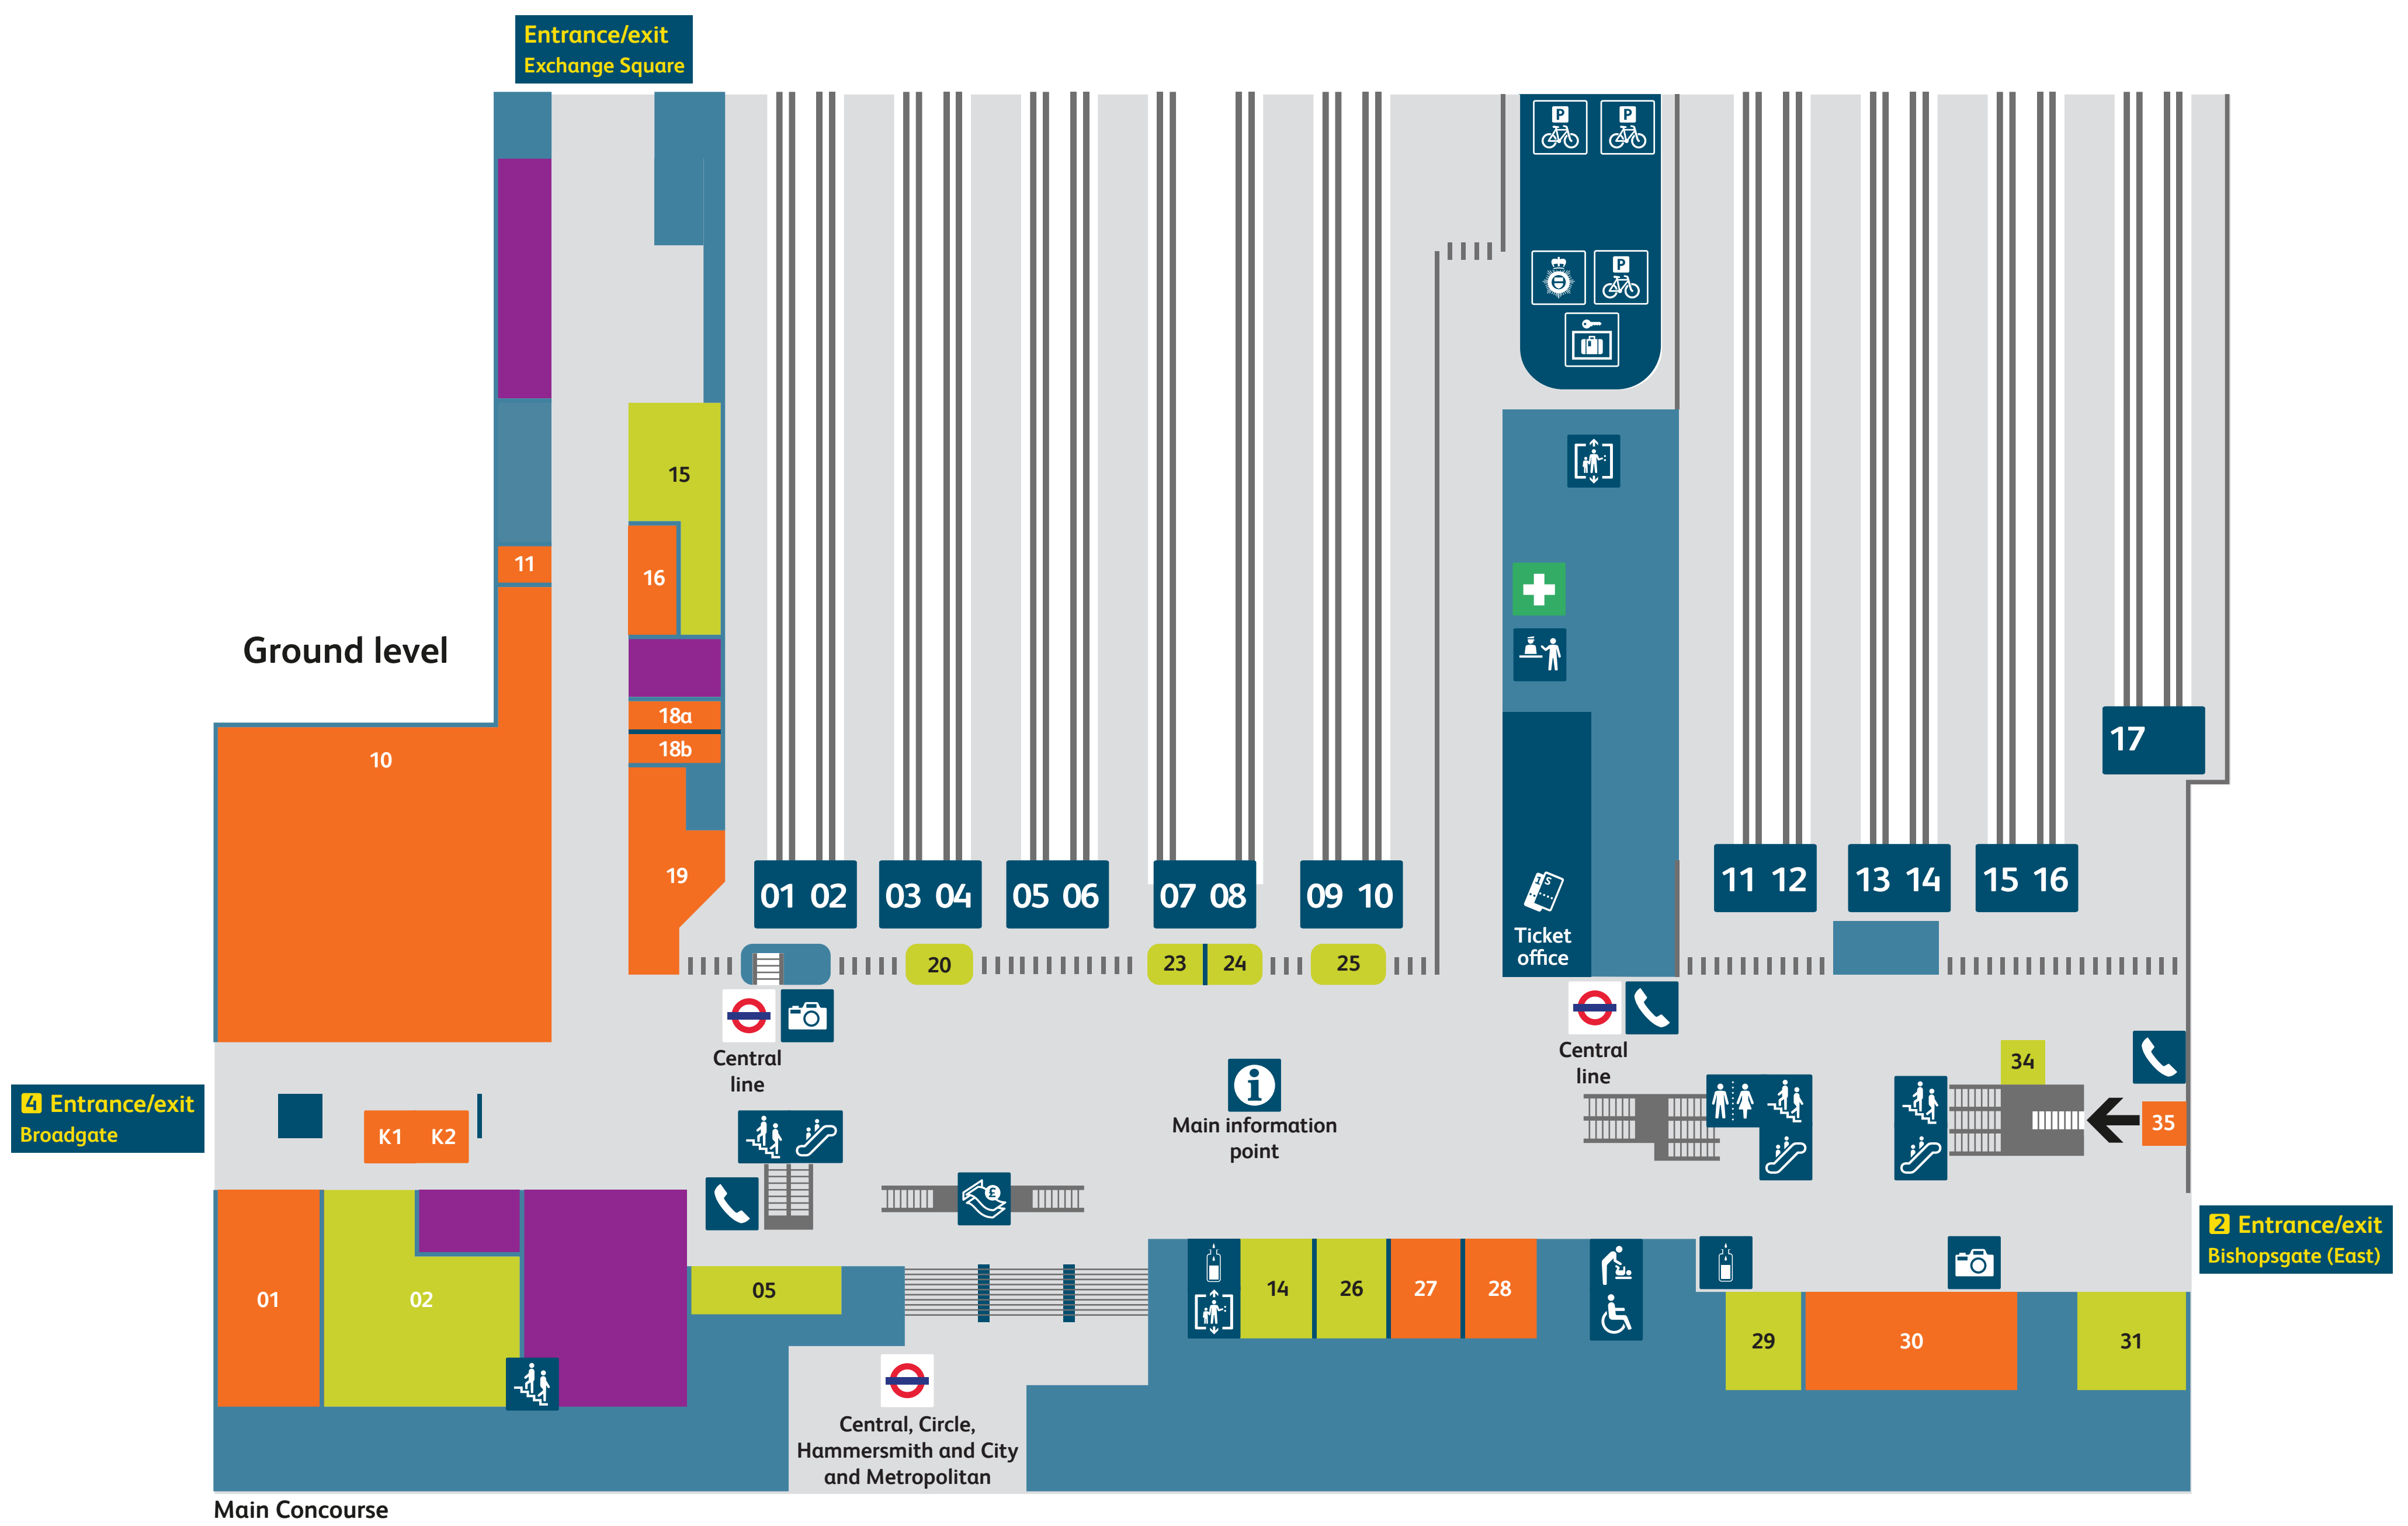 Entrance/exit
Exchange Square
P P
P
15
11
16
Ground level
18a
18b
10
17
19
01 02
03 04
05 06
07 08
09 10
11 12
13 14
15 16
Ticket
office
20
23
24
25
Central
line
Central
line
34
Main information
point
4 Entrance/exit
Broadgate
K1
K2
35
£
2 Entrance/exit
Bishopsgate (East)
01
02
05
14
26
27
28
29
30
31
Central, Circle,
Hammersmith and City
and Metropolitan
Main Concourse